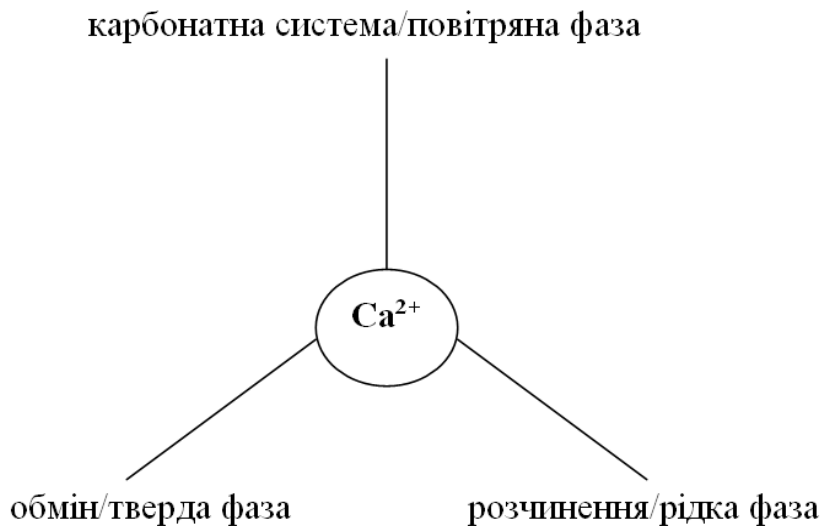 карбонатна система/повітряна фаза
Ca²⁺
обмін/тверда фаза
розчинення/рідка фаза